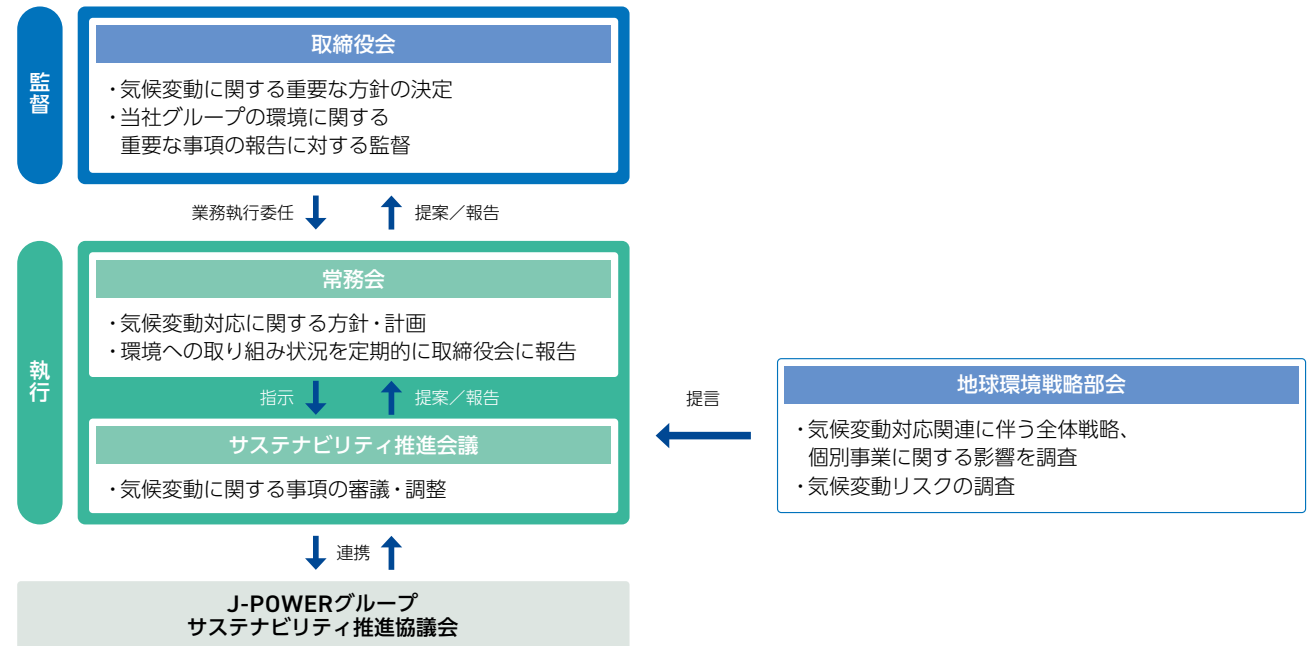 監督
取締役会
・気候変動に関する重要な方針の決定
・当社グループの環境に関する
重要な事項の報告に対する監督
業務執行委任
提案／報告
執行
常務会
・気候変動対応に関する方針・計画
・環境への取り組み状況を定期的に取締役会に報告
指示
提案／報告
サステナビリティ推進会議
・気候変動に関する事項の審議・調整
提言
地球環境戦略部会
・気候変動対応関連に伴う全体戦略、
個別事業に関する影響を調査
・気候変動リスクの調査
連携
J-POWERグループ
サステナビリティ推進協議会